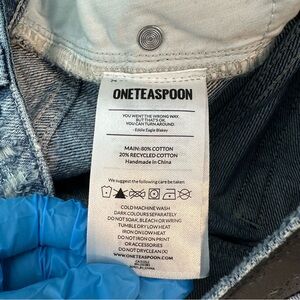 ONETEASPOON
YOU WENT THE WRONG WAY.
BUT THAT'S OK.
YOU CAN TURN AROUND.
- Eddie Eagle Blakey
MAIN: 80% COTTON
20% RECYCLED COTTON
Handmade in China
We suggest the following care be taken
COLD MACHINE WASH
DARK COLOURS SEPARATELY
DO NOT SOAK, BLEACH OR WRING
TUMBLE DRY LOW HEAT
IRON ON LOW HEAT
DO NOT IRON ON PRINT
OR ACCESSORIES
DO NOT DRYCLEAN (X)
WWW.ONETEASPOON.COM